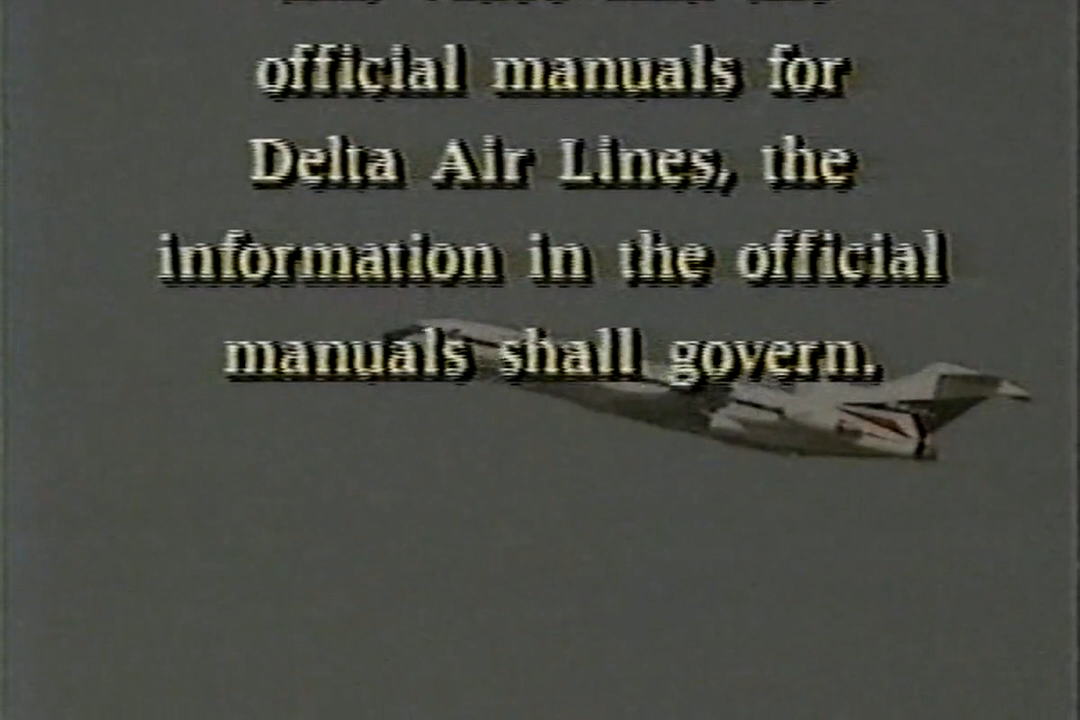 official manuals for
Delta Air Lines, the
information in the official
manuals shall govern.